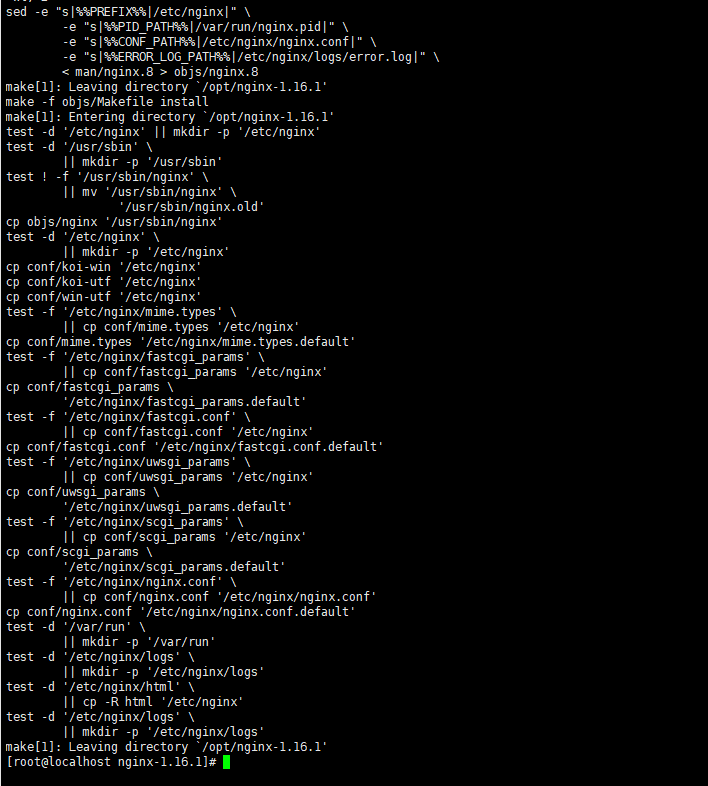 sed -e "s|%%PREFIX%%|/etc/nginx|" \
-e "s|%%PID_PATH%%|/var/run/nginx.pid|" \
-e "s|%%CONF_PATH%%|/etc/nginx/nginx.conf|" \
-e "s|%%ERROR_LOG_PATH%%|/etc/nginx/logs/error.log|" \
< man/nginx.8 > objs/nginx.8
make[1]: Leaving directory `/opt/nginx-1.16.1'
make -f objs/Makefile install
make[1]: Entering directory `/opt/nginx-1.16.1'
test -d '/etc/nginx' || mkdir -p '/etc/nginx'
test -d '/usr/sbin' \
|| mkdir -p '/usr/sbin'
test ! -f '/usr/sbin/nginx' \
|| mv '/usr/sbin/nginx' \
'/usr/sbin/nginx.old'
cp objs/nginx '/usr/sbin/nginx'
test -d '/etc/nginx' \
|| mkdir -p '/etc/nginx'
cp conf/koi-win '/etc/nginx'
cp conf/koi-utf '/etc/nginx'
cp conf/win-utf '/etc/nginx'
test -f '/etc/nginx/mime.types' \
|| cp conf/mime.types '/etc/nginx'
cp conf/mime.types '/etc/nginx/mime.types.default'
test -f '/etc/nginx/fastcgi_params' \
|| cp conf/fastcgi_params '/etc/nginx'
cp conf/fastcgi_params \
'/etc/nginx/fastcgi_params.default'
test -f '/etc/nginx/fastcgi.conf' \
|| cp conf/fastcgi.conf '/etc/nginx'
cp conf/fastcgi.conf '/etc/nginx/fastcgi.conf.default'
test -f '/etc/nginx/uwsgi_params' \
|| cp conf/uwsgi_params '/etc/nginx'
cp conf/uwsgi_params \
'/etc/nginx/uwsgi_params.default'
test -f '/etc/nginx/scgi_params' \
|| cp conf/scgi_params '/etc/nginx'
cp conf/scgi_params \
'/etc/nginx/scgi_params.default'
test -f '/etc/nginx/nginx.conf' \
|| cp conf/nginx.conf '/etc/nginx/nginx.conf'
cp conf/nginx.conf '/etc/nginx/nginx.conf.default'
test -d '/var/run' \
|| mkdir -p '/var/run'
test -d '/etc/nginx/logs' \
|| mkdir -p '/etc/nginx/logs'
test -d '/etc/nginx/html' \
|| cp -R html '/etc/nginx'
test -d '/etc/nginx/logs' \
|| mkdir -p '/etc/nginx/logs'
make[1]: Leaving directory `/opt/nginx-1.16.1'
[root@localhost nginx-1.16.1]#